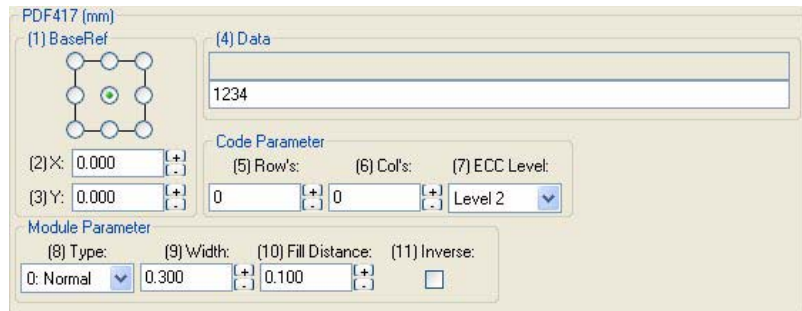 PDF417 (mm)
(1) BaseRef
(4) Data
1234
Code Parameter
(2) X: 0.000 [+] [-]
(5) Row's: (6) Col's: (7) ECC Level:
(3) Y: 0.000 [+] [-]
0 [+] [-] 0 [+] [-] Level 2
Module Parameter
(8) Type: (9) Width: (10) Fill Distance: (11) Inverse:
0: Normal 0.300 [+] [-] 0.100 [+] [-]